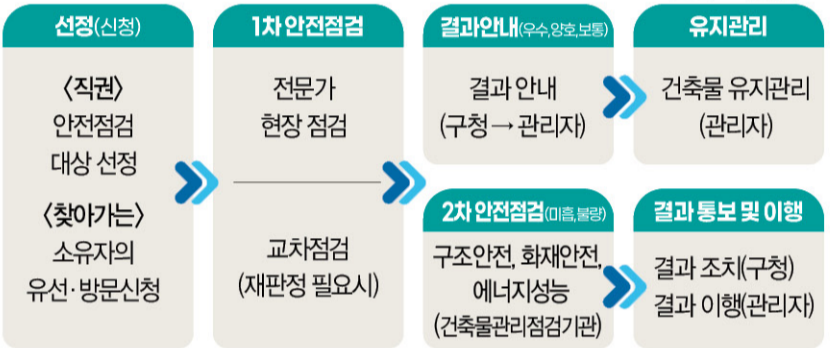 선정(신청)
〈직권〉
안전점검
대상 선정
〈찾아가는〉
소유자의
유선·방문신청
1차 안전점검
전문가
현장 점검
교차점검
(재판정 필요시)
결과안내(우수,양호,보통)
결과 안내
(구청→관리자)
유지관리
건축물 유지관리
(관리자)
2차 안전점검(미흡,불량)
구조안전, 화재안전,
에너지성능
(건축물관리점검기관)
결과 통보 및 이행
결과 조치(구청)
결과 이행(관리자)